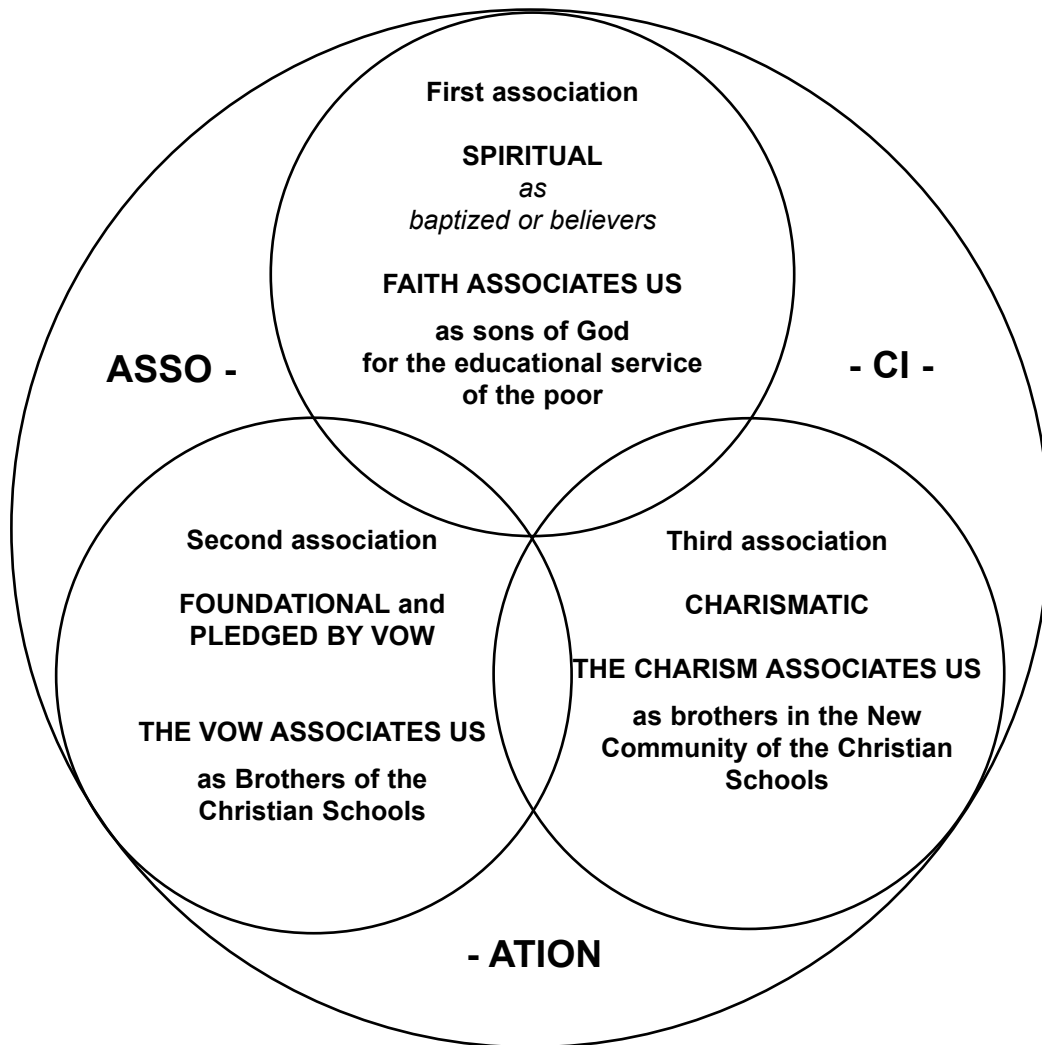 First association
SPIRITUAL
as
baptized or believers
FAITH ASSOCIATES US
as sons of God
for the educational service
of the poor
ASSO -
- CI -
Second association
FOUNDATIONAL and
PLEDGED BY VOW
THE VOW ASSOCIATES US
as Brothers of the
Christian Schools
Third association
CHARISMATIC
THE CHARISM ASSOCIATES US
as brothers in the New
Community of the Christian
Schools
- ATION